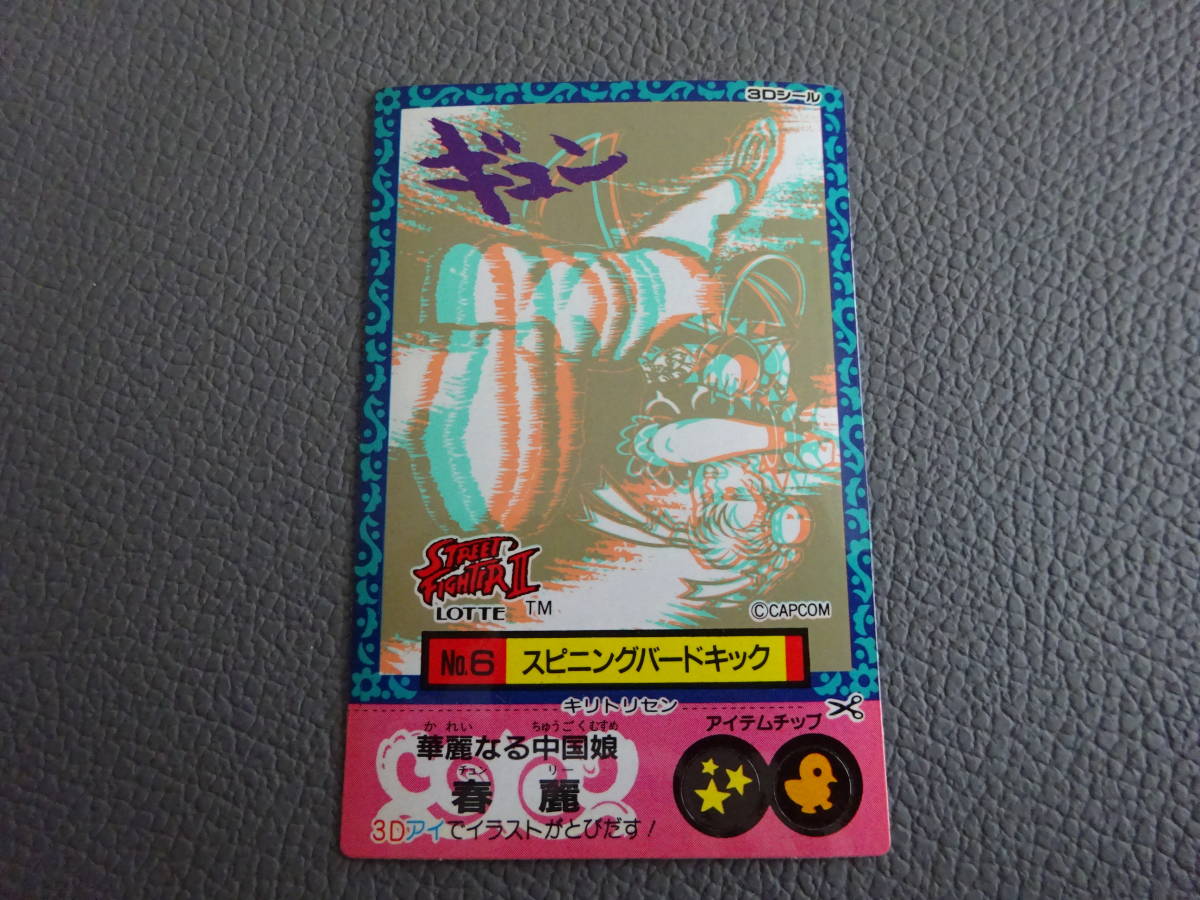 3Dシール
ギュン
STREET
FIGHTER II
LOTTE TM
©CAPCOM
No.6 スピニングバードキック
キリトリセン
アイテムチップ
かれい ちゅうごくむすめ
華麗なる中国娘
チュン リー
春麗
3Dアイでイラストがとびだす!